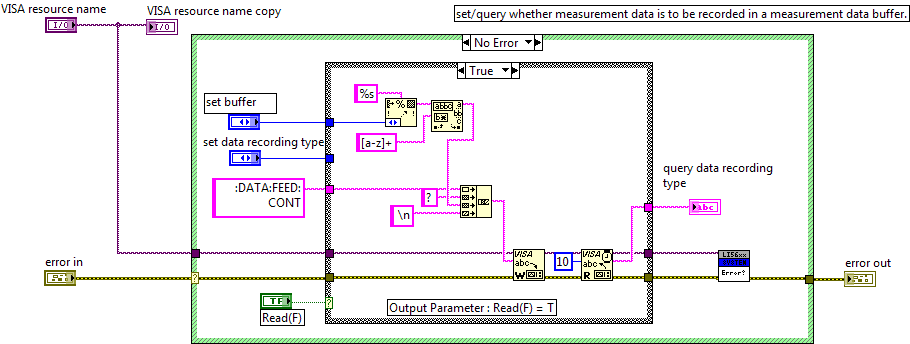 VISA resource name
VISA resource name copy
set/query whether measurement data is to be recorded in a measurement data buffer.
I/O
I/O
No Error
True
%s
set buffer
abbc
a
bb
c
b*
[a-z]+
set data recording type
query data recording
type
:DATA:FEED:
CONT
?
abc
\n
VISA
abc
W
10
VISA
abc
R
LI56xx
Error?
error in
error out
?
TF
?
Read(F)
Output Parameter : Read(F) = T